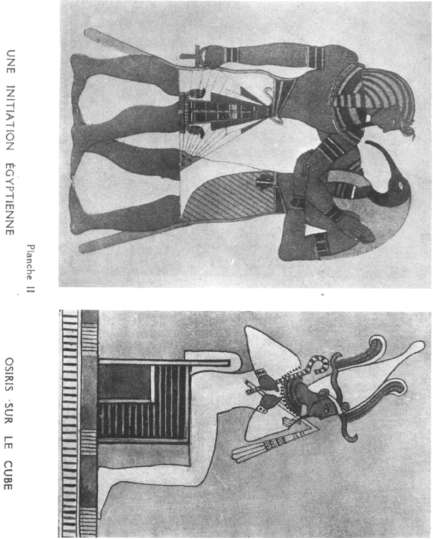 Planche II
UNE INITIATION ÉGYPTIENNE
OSIRIS SUR LE CUBE